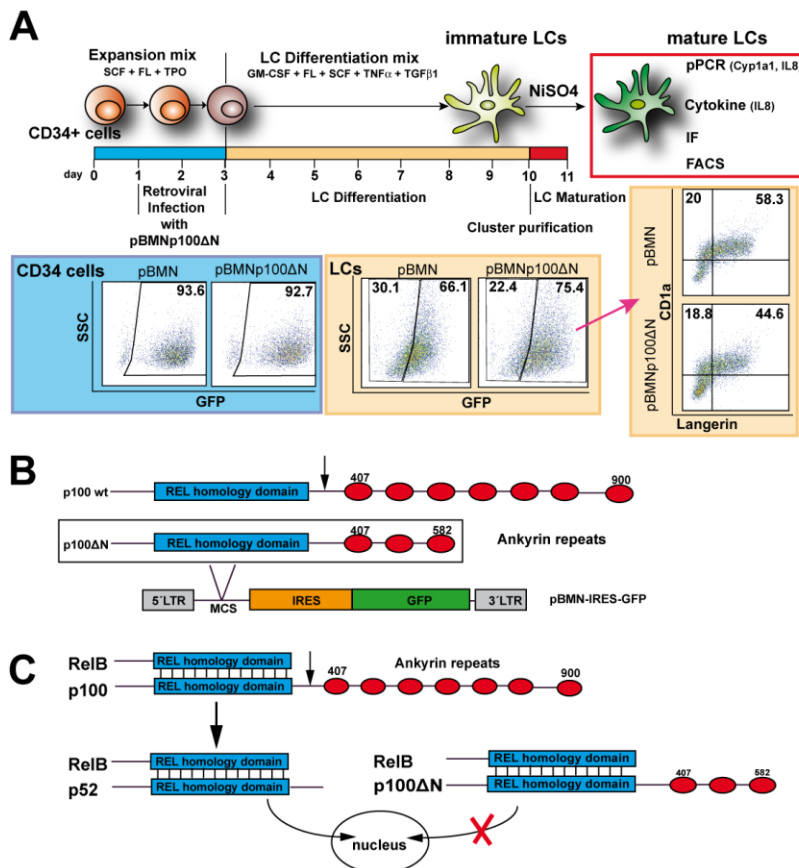 A
Expansion mix
SCF + FL + TPO
LC Differentiation mix
GM-CSF + FL + SCF + TNFα + TGFβ1
immature LCs
mature LCs
NiSO4
pPCR (Cyp1a1, IL8
Cytokine (IL8)
IF
FACS
CD34+ cells
day
0 1 2 3 4 5 6 7 8 9 10 11
Retroviral
Infection
with
pBMNp100ΔN
LC Differentiation
LC Maturation
Cluster purification
CD34 cells
pBMN
pBMNp100ΔN
93.6
92.7
SSC
GFP
LCs
pBMN
pBMNp100ΔN
30.1 66.1
22.4 75.4
SSC
GFP
20 58.3
pBMN
CD1a
18.8 44.6
pBMNp100ΔN
Langerin
B
p100 wt
REL homology domain
407
900
p100ΔN
REL homology domain
407
582
Ankyrin repeats
5´LTR
MCS
IRES
GFP
3´LTR
pBMN-IRES-GFP
C
RelB
REL homology domain
p100
REL homology domain
407
Ankyrin repeats
900
RelB
REL homology domain
p52
REL homology domain
RelB
REL homology domain
p100ΔN
REL homology domain
407
582
nucleus